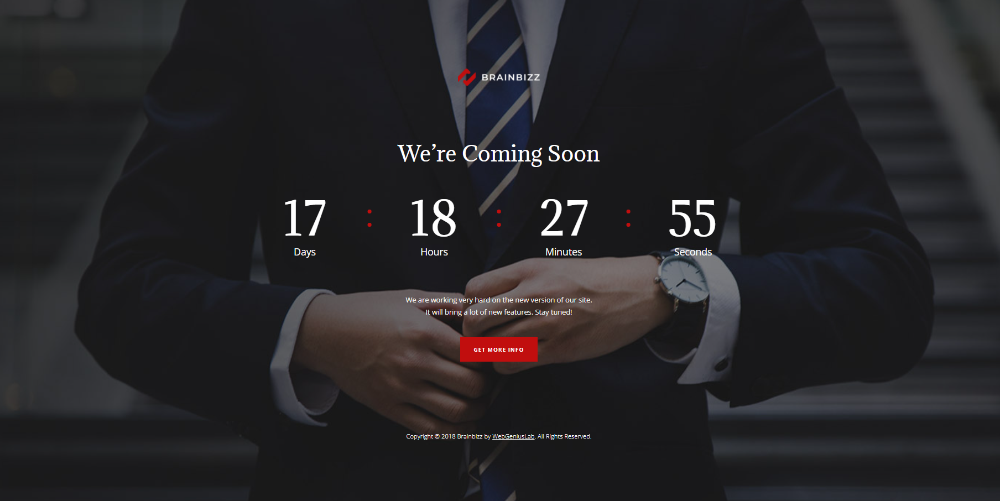 BRAINBIZZ
We’re Coming Soon
17 : 18 : 27 : 55
Days Hours Minutes Seconds
We are working very hard on the new version of our site.
It will bring a lot of new features. Stay tuned!
GET MORE INFO
Copyright © 2018 Brainbizz by WebGeniusLab. All Rights Reserved.